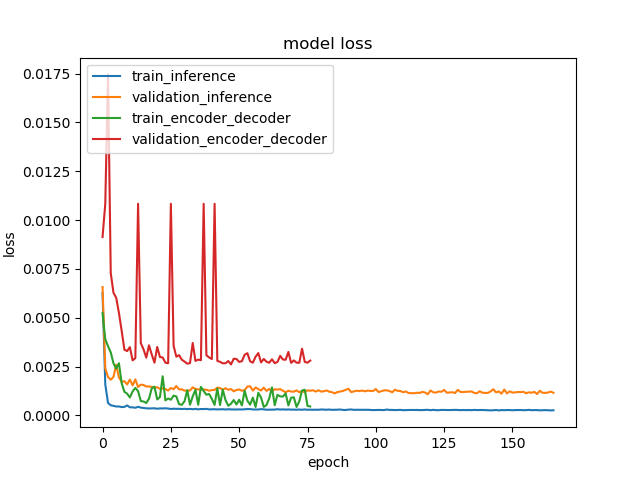 model loss
train_inference
validation_inference
train_encoder_decoder
validation_encoder_decoder
0.0175
0.0150
0.0125
0.0100
0.0075
0.0050
0.0025
0.0000
loss
0 25 50 75 100 125 150
epoch